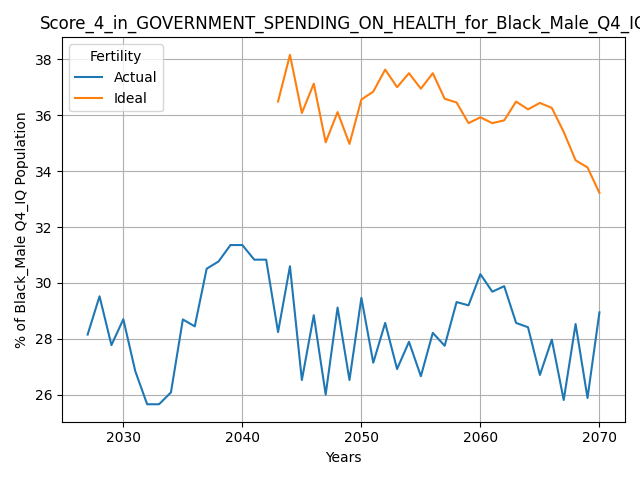 Score_4_in_GOVERNMENT_SPENDING_ON_HEALTH_for_Black_Male_Q4_IQ
Fertility
Actual
Ideal
% of Black_Male Q4_IQ Population
38
36
34
32
30
28
26
2030
2040
2050
2060
2070
Years